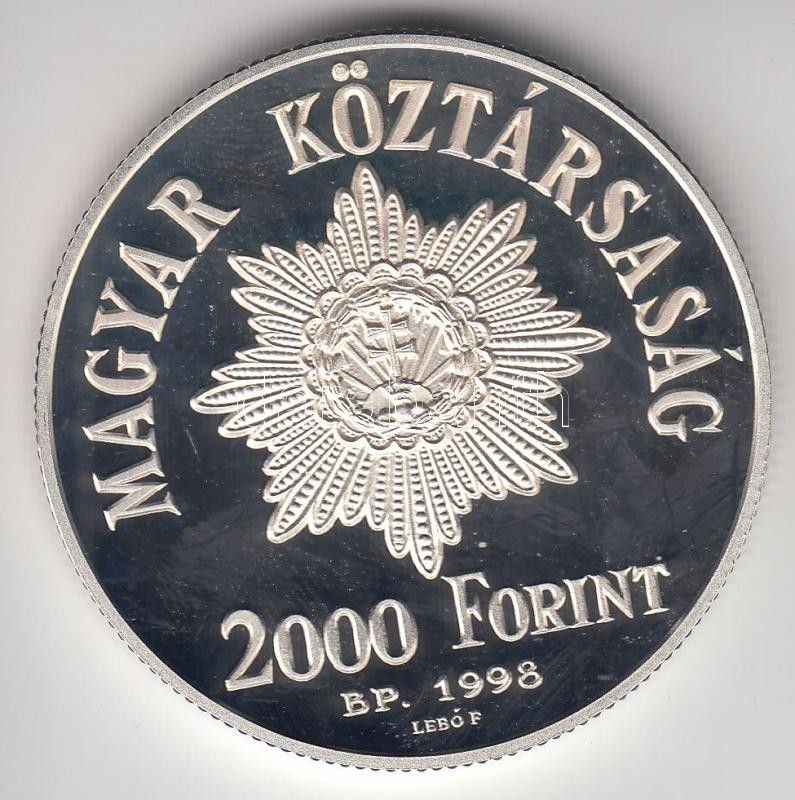 MAGYAR KÖZTÁRSASÁG
2000 FORINT
BP. 1998
LEBÓ F